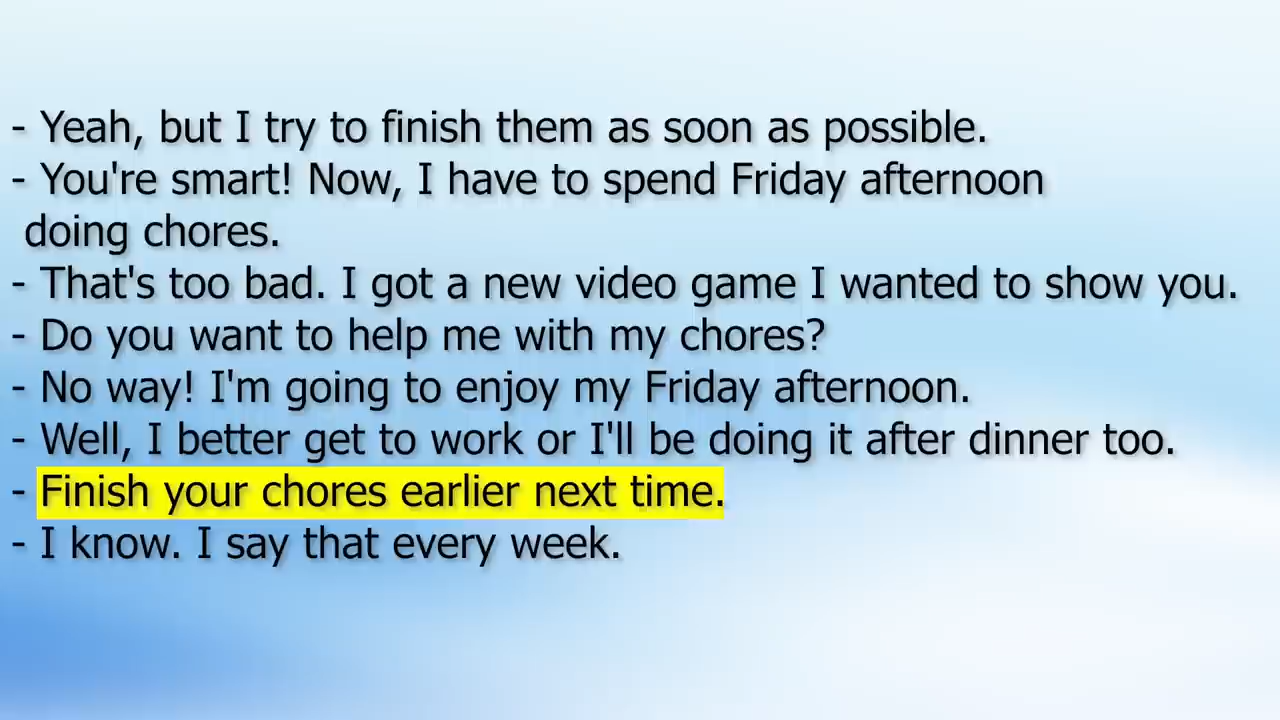 - Yeah, but I try to finish them as soon as possible.
- You're smart! Now, I have to spend Friday afternoon
doing chores.
- That's too bad. I got a new video game I wanted to show you.
- Do you want to help me with my chores?
- No way! I'm going to enjoy my Friday afternoon.
- Well, I better get to work or I'll be doing it after dinner too.
- Finish your chores earlier next time.
- I know. I say that every week.